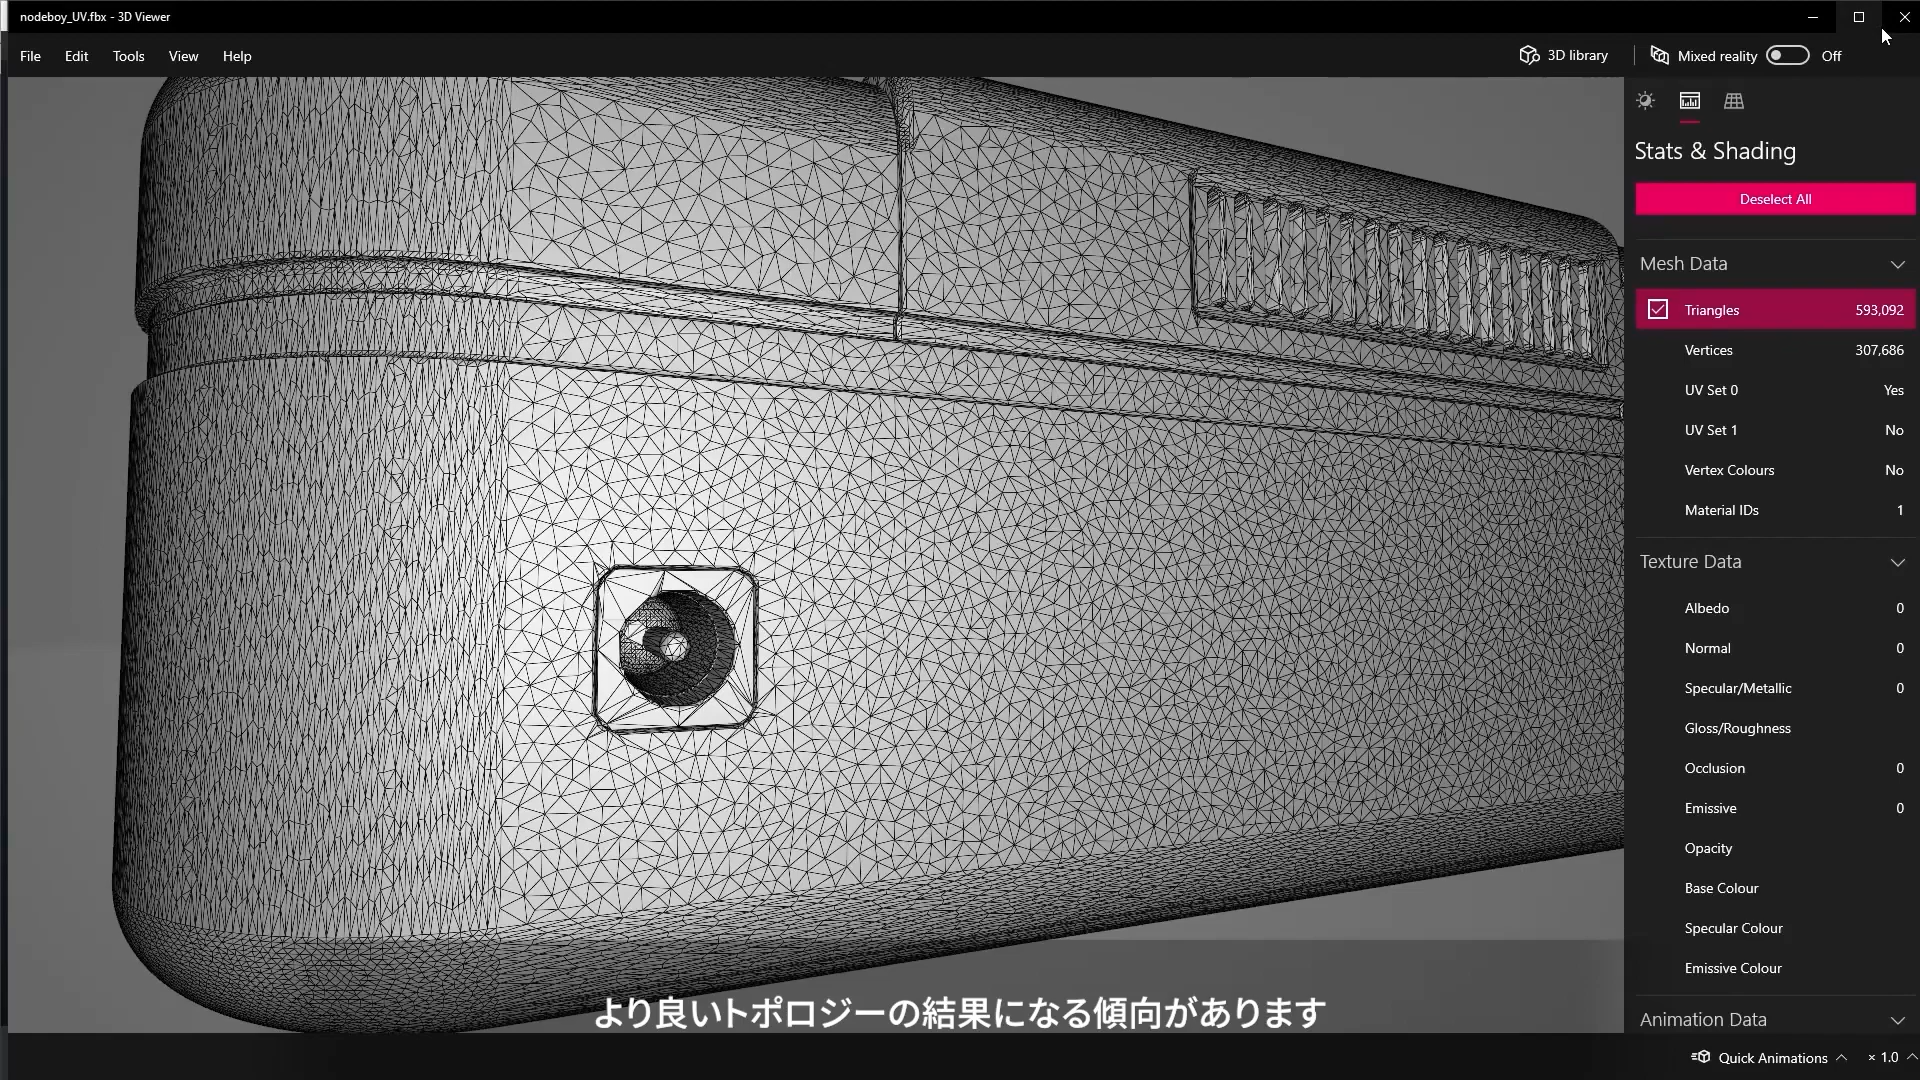 nodeboy_UV.fbx - 3D Viewer
File Edit Tools View Help
3D library
Mixed reality Off
Stats & Shading
Deselect All
Mesh Data
Triangles 593,092
Vertices 307,686
UV Set 0 Yes
UV Set 1 No
Vertex Colours No
Material IDs 1
Texture Data
Albedo 0
Normal 0
Specular/Metallic 0
Gloss/Roughness
Occlusion 0
Emissive 0
Opacity
Base Colour
Specular Colour
Emissive Colour
Animation Data
Quick Animations × 1.0
より良いトポロジーの結果になる傾向があります